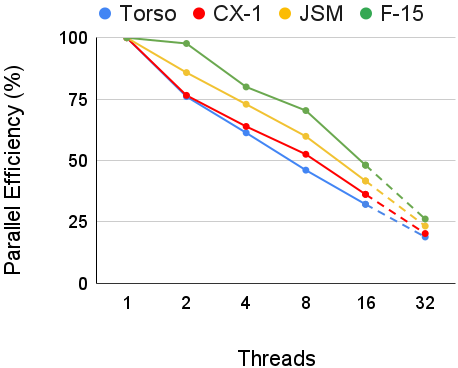 Torso CX-1 JSM F-15
Parallel Efficiency (%)
100
75
50
25
0
1 2 4 8 16 32
Threads